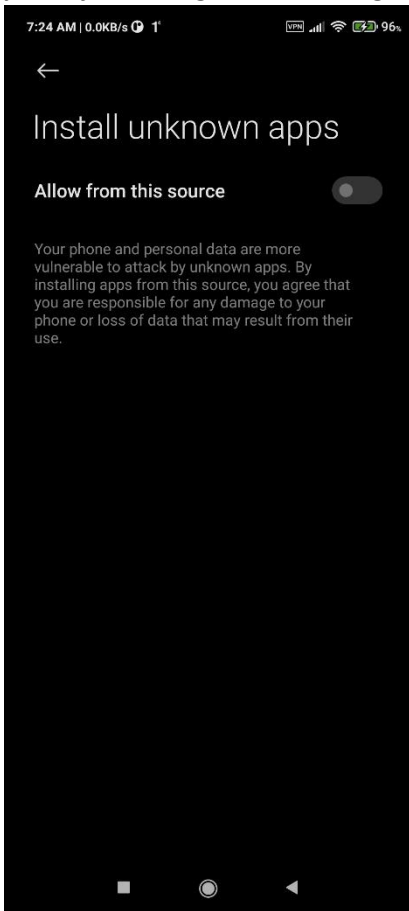 7:24 AM | 0.0KB/s
VPN 96%
Install unknown apps
Allow from this source
Your phone and personal data are more
vulnerable to attack by unknown apps. By
installing apps from this source, you agree that
you are responsible for any damage to your
phone or loss of data that may result from their
use.